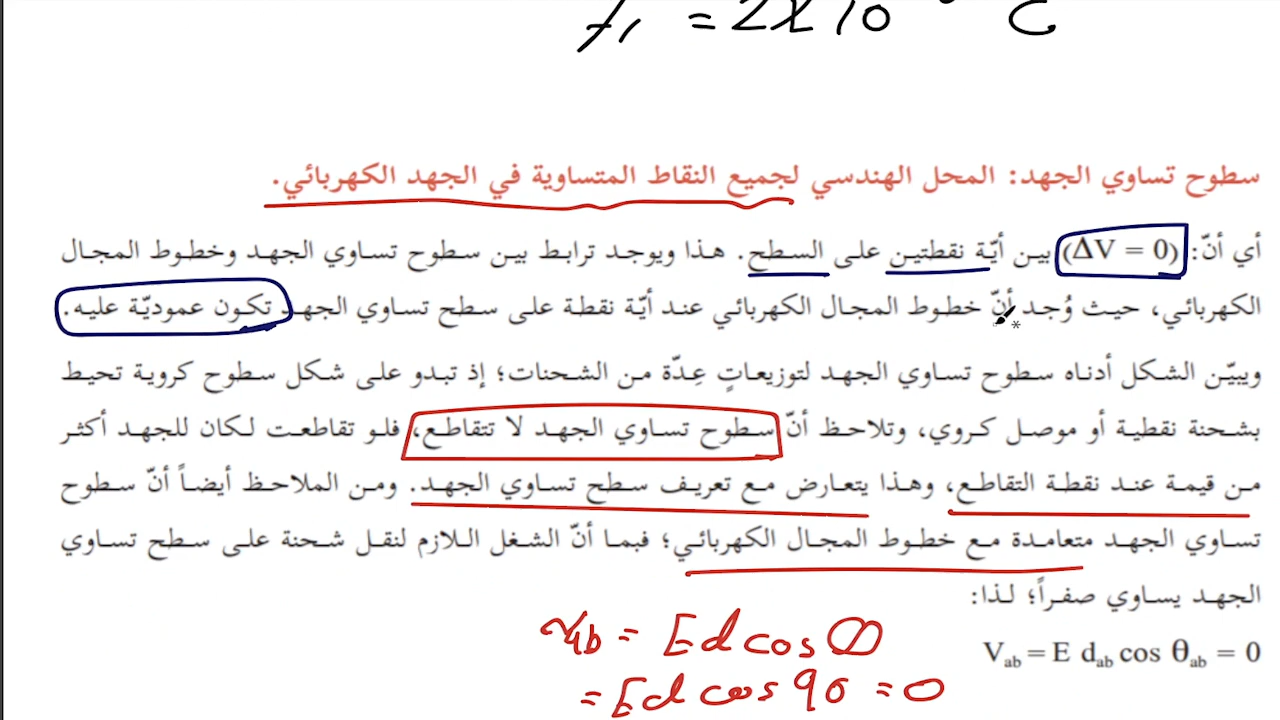 = 2x10 C
سطوح تساوي الجهد: المحل الهندسي لجميع النقاط المتساوية في الجهد الكهربائي.
أي أنّ: (ΔV = 0) بين أيّة نقطتين على السطح. هذا ويوجد ترابط بين سطوح تساوي الجهد وخطوط المجال
الكهربائي، حيث وُجد أنّ خطوط المجال الكهربائي عند أيّة نقطة على سطح تساوي الجهد تكون عموديّة عليه.
ويبيّن الشكل أدناه سطوح تساوي الجهد لتوزيعاتٍ عِدّة من الشحنات؛ إذ تبدو على شكل سطوح كروية تحيط
بشحنة نقطية أو موصل كروي، وتلاحظ أنّ سطوح تساوي الجهد لا تتقاطع، فلو تقاطعت لكان للجهد أكثر
من قيمة عند نقطة التقاطع، وهذا يتعارض مع تعريف سطح تساوي الجهد. ومن الملاحظ أيضاً أنّ سطوح
تساوي الجهد متعامدة مع خطوط المجال الكهربائي؛ فبما أنّ الشغل اللازم لنقل شحنة على سطح تساوي
الجهد يساوي صفراً؛ لذا:
Vab = E d cos θ
Vab = E dab cos θab = 0
= Ed cos 90 = 0